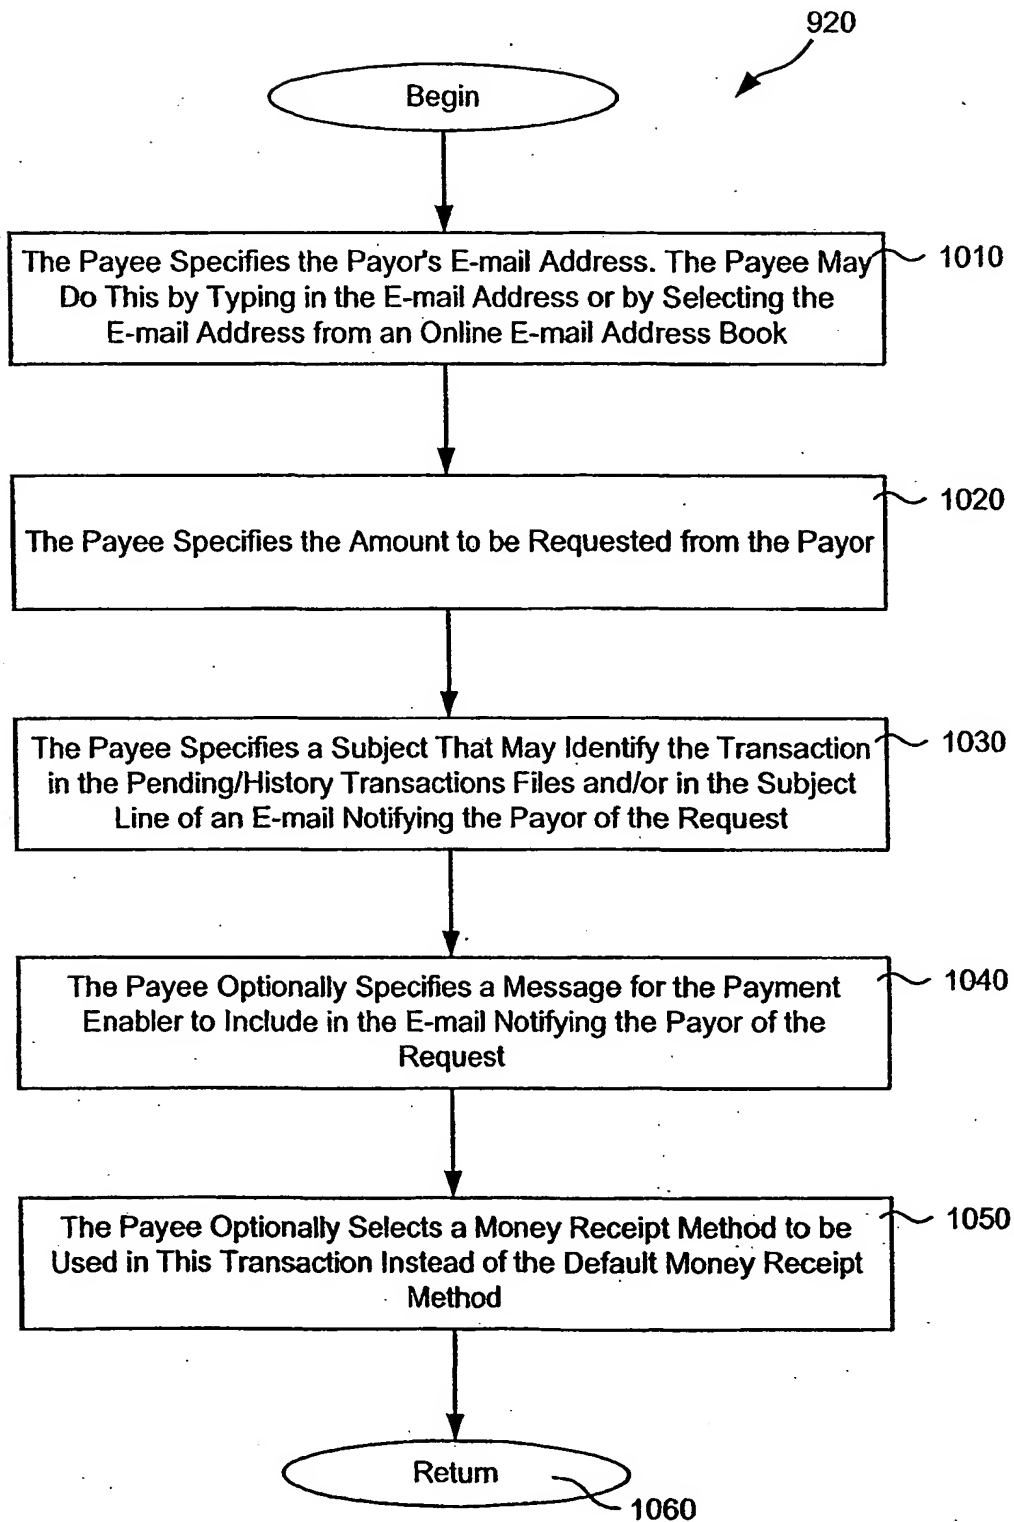 920
Begin
The Payee Specifies the Payor's E-mail Address. The Payee May
Do This by Typing in the E-mail Address or by Selecting the
E-mail Address from an Online E-mail Address Book
1010
1020
The Payee Specifies the Amount to be Requested from the Payor
The Payee Specifies a Subject That May Identify the Transaction
in the Pending/History Transactions Files and/or in the Subject
Line of an E-mail Notifying the Payor of the Request
1030
The Payee Optionally Specifies a Message for the Payment
Enabler to Include in the E-mail Notifying the Payor of the
Request
1040
The Payee Optionally Selects a Money Receipt Method to be
Used in This Transaction Instead of the Default Money Receipt
Method
1050
Return
1060